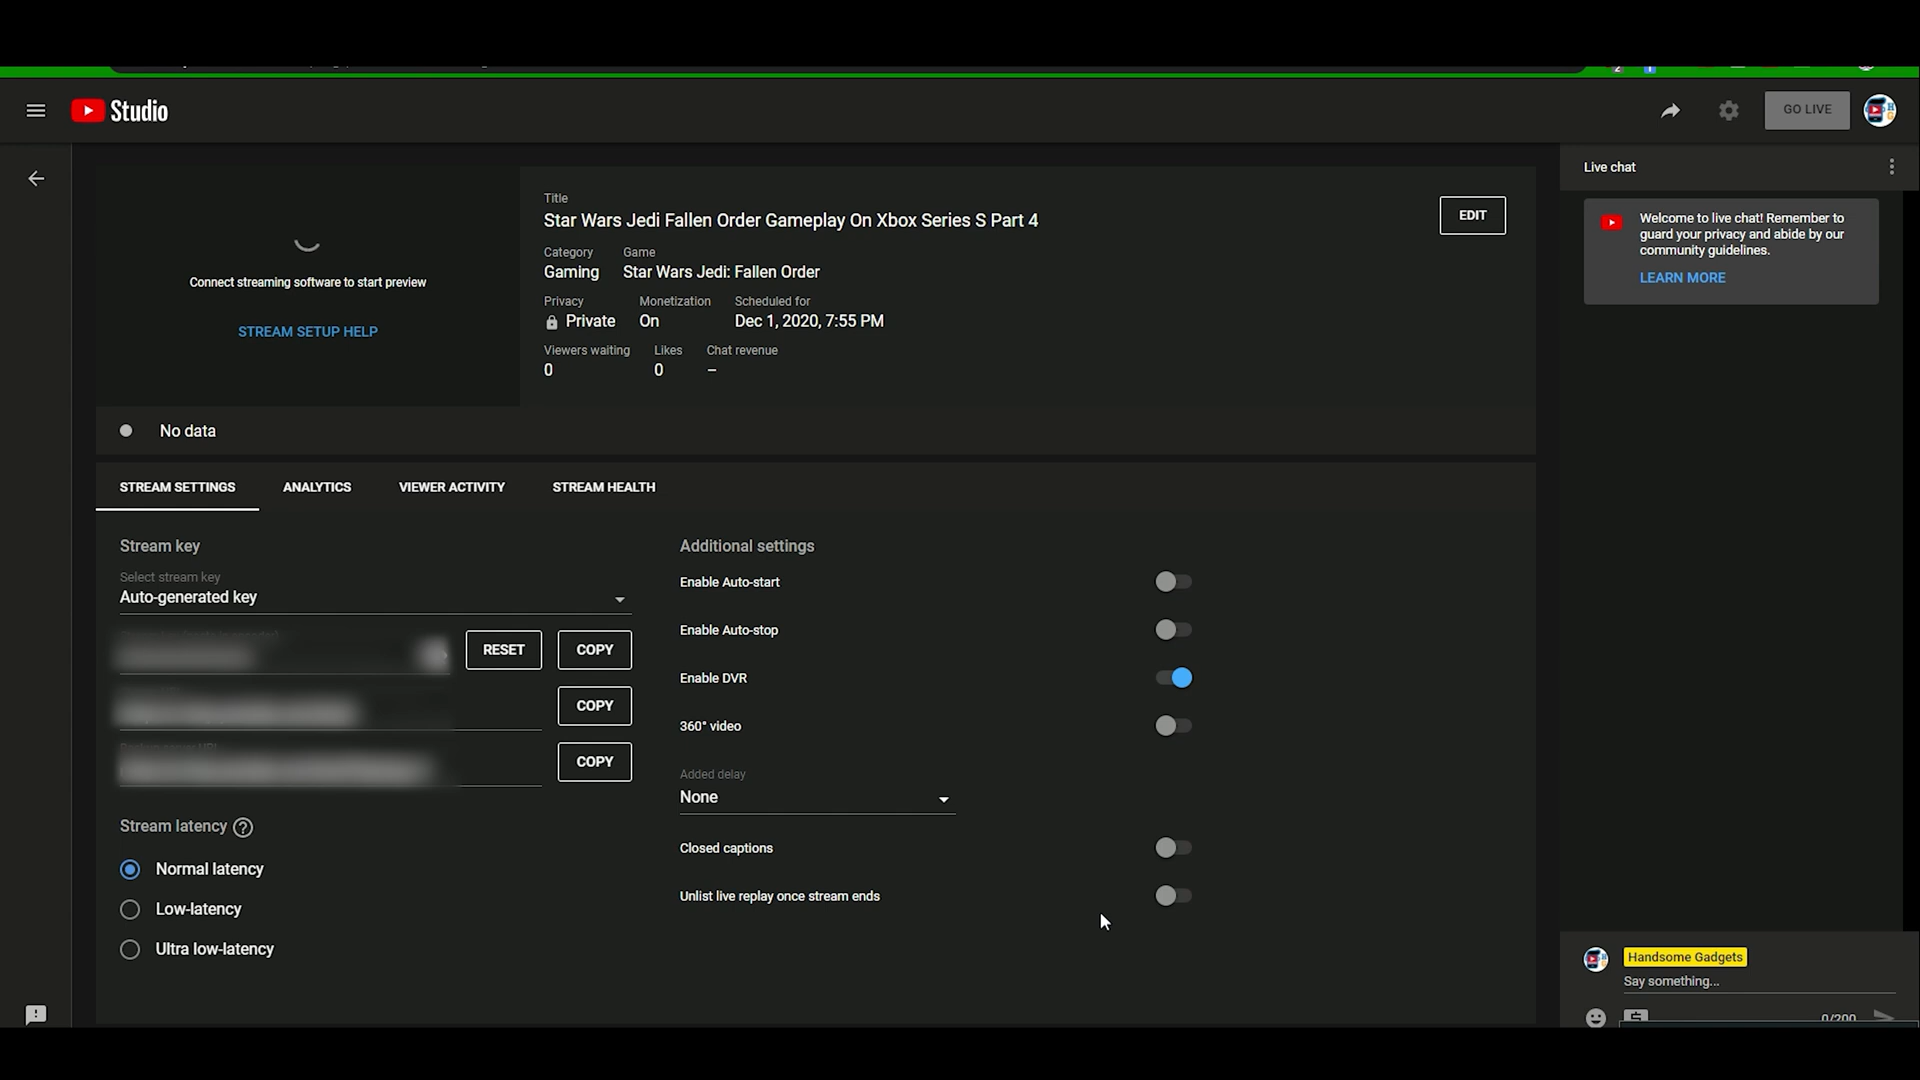 Studio
GO LIVE
Connect streaming software to start preview
STREAM SETUP HELP
Title
Star Wars Jedi Fallen Order Gameplay On Xbox Series S Part 4
EDIT
Category Game
Gaming Star Wars Jedi: Fallen Order
Privacy Monetization Scheduled for
Private On Dec 1, 2020, 7:55 PM
Viewers waiting Likes Chat revenue
0 0 –
No data
STREAM SETTINGS ANALYTICS VIEWER ACTIVITY STREAM HEALTH
Stream key
Select stream key
Auto-generated key
RESET COPY
COPY
COPY
Stream latency
Normal latency
Low-latency
Ultra low-latency
Additional settings
Enable Auto-start
Enable Auto-stop
Enable DVR
360° video
Added delay
None
Closed captions
Unlist live replay once stream ends
Live chat
Welcome to live chat! Remember to
guard your privacy and abide by our
community guidelines.
LEARN MORE
Handsome Gadgets
Say something...
0/200